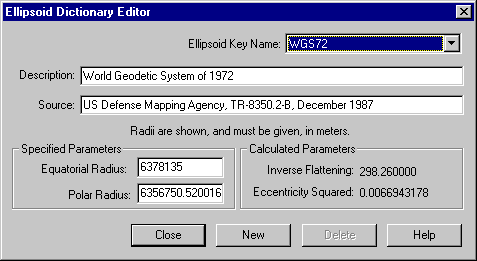 Ellipsoid Dictionary Editor
Ellipsoid Key Name: WGS72
Description: World Geodetic System of 1972
Source: US Defense Mapping Agency, TR-8350.2-B, December 1987
Radii are shown, and must be given, in meters.
Specified Parameters
Equatorial Radius: 6378135
Polar Radius: 6356750.520016
Calculated Parameters
Inverse Flattening: 298.260000
Eccentricity Squared: 0.0066943178
Close New Delete Help